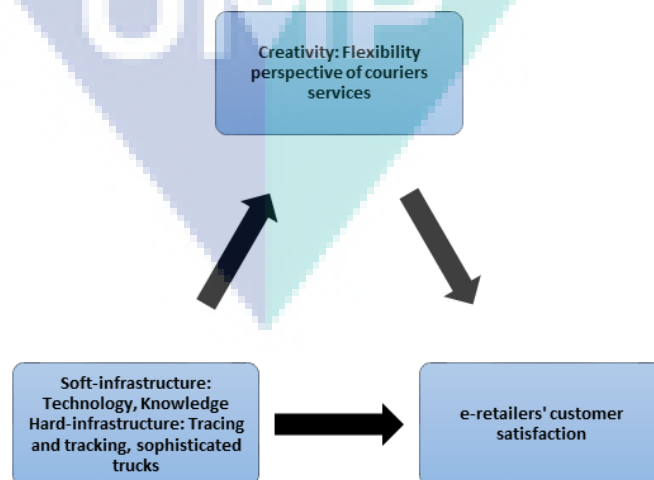 UMP
Creativity: Flexibility
perspective of couriers
services
Soft-infrastructure:
Technology, Knowledge
Hard-infrastructure: Tracing
and tracking, sophisticated
trucks
e-retailers' customer
satisfaction